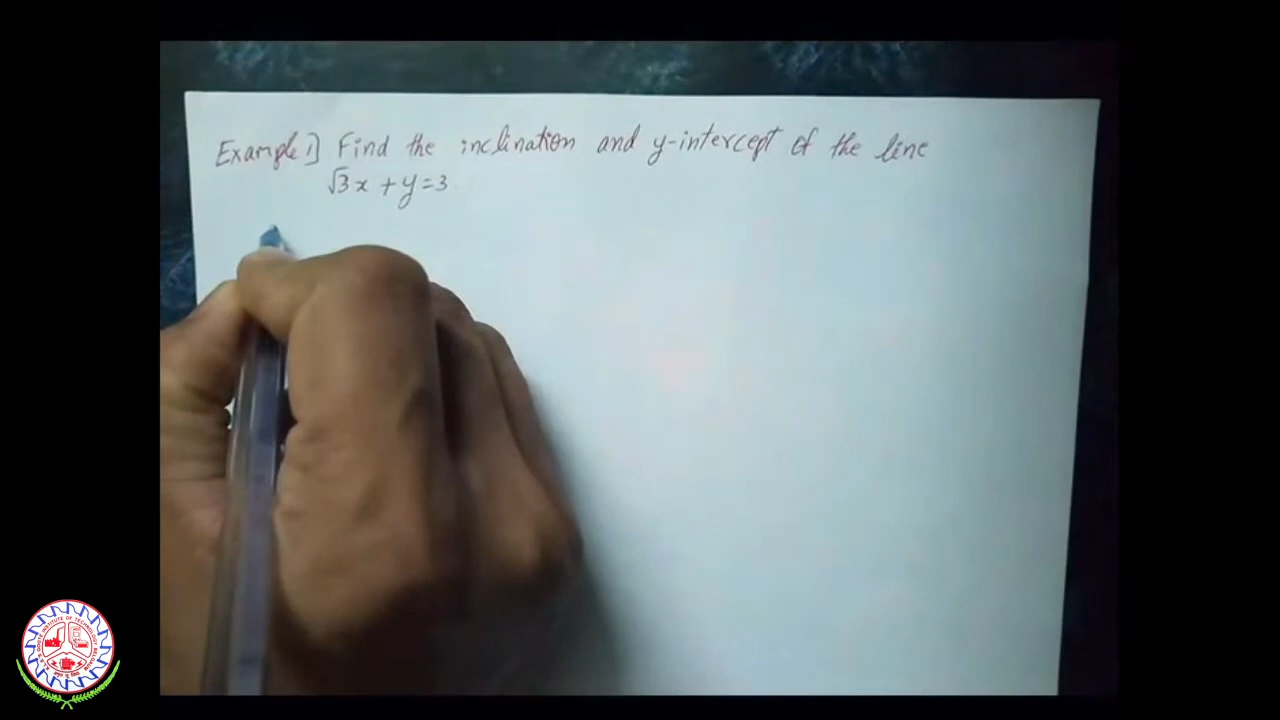 Example 1] Find the inclination and y-intercept of the line
√3x + y = 3